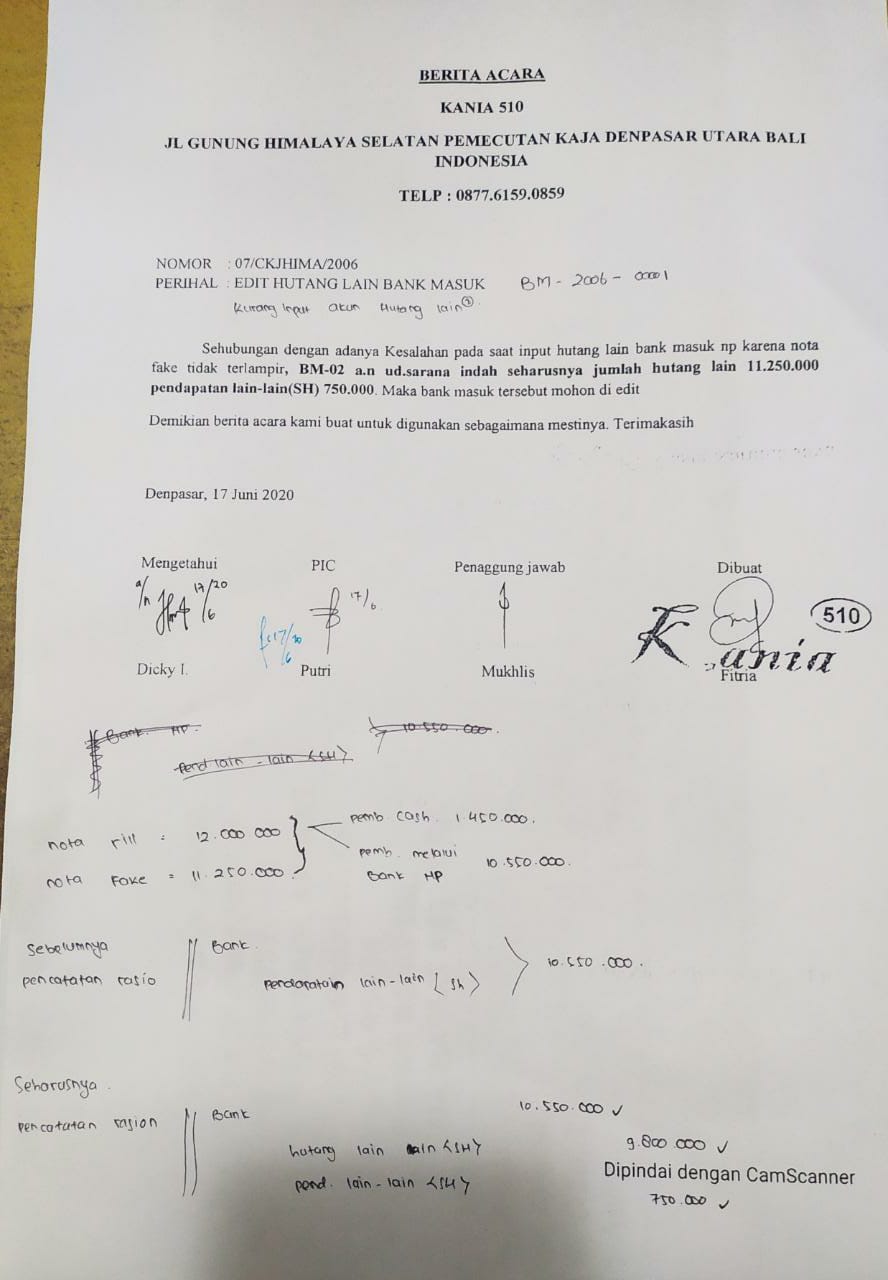 BERITA ACARA
KANIA 510
JL GUNUNG HIMALAYA SELATAN PEMECUTAN KAJA DENPASAR UTARA BALI
INDONESIA
TELP : 0877.6159.0859
NOMOR : 07/CKJHIMA/2006
PERIHAL : EDIT HUTANG LAIN BANK MASUK BM - 2006 - 00001
Kurang Input akun Hutang lain²
Sehubungan dengan adanya Kesalahan pada saat input hutang lain bank masuk np karena nota
fake tidak terlampir, BM-02 a.n ud.sarana indah seharusnya jumlah hutang lain 11.250.000
pendapatan lain-lain(SH) 750.000. Maka bank masuk tersebut mohon di edit
Demikian berita acara kami buat untuk digunakan sebagaimana mestinya. Terimakasih
Denpasar, 17 Juni 2020
Mengetahui PIC Penaggung jawab Dibuat
a/n 17/20 6 17/6 17/20 6 510
Kania
Dicky I. Putri Mukhlis Fitria
Bank HP 10 550.000
Pend lain - lain <SH>
nota rill = 12.000 000 pemb cash 1.450.000.
pemb. melalui 10.550.000.
nota Fake = 11.250.000 Bank HP
Sebelumnya Bank
pencatatan rasio Pendapatan lain-lain < Sh > 10.550.000.
Seharusnya
pencatatan rasion Bank 10.550.000 ✓
hutang lain lain <SH> 9.800 000 ✓
Dipindai dengan CamScanner
pend. lain-lain <SH> 750.000 ✓